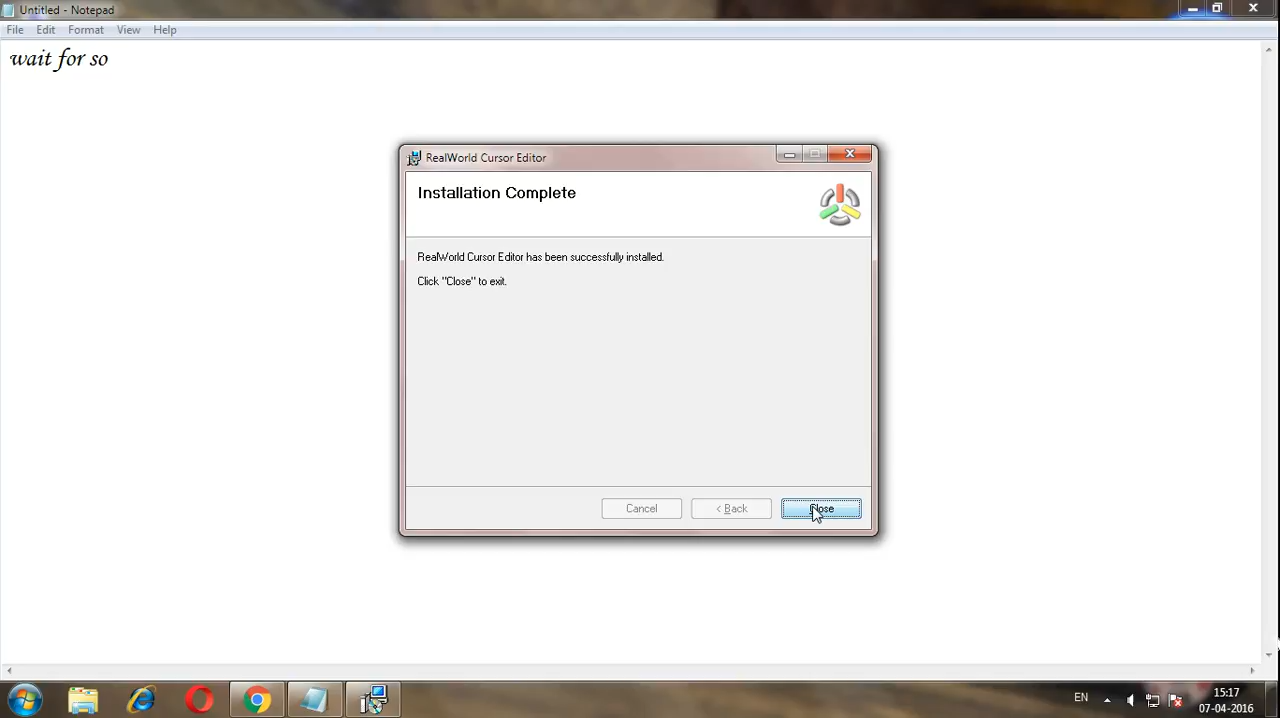 Untitled - Notepad
File Edit Format View Help
wait for so
RealWorld Cursor Editor
Installation Complete
RealWorld Cursor Editor has been successfully installed.
Click "Close" to exit.
Cancel < Back Close
EN 15:17
07-04-2016